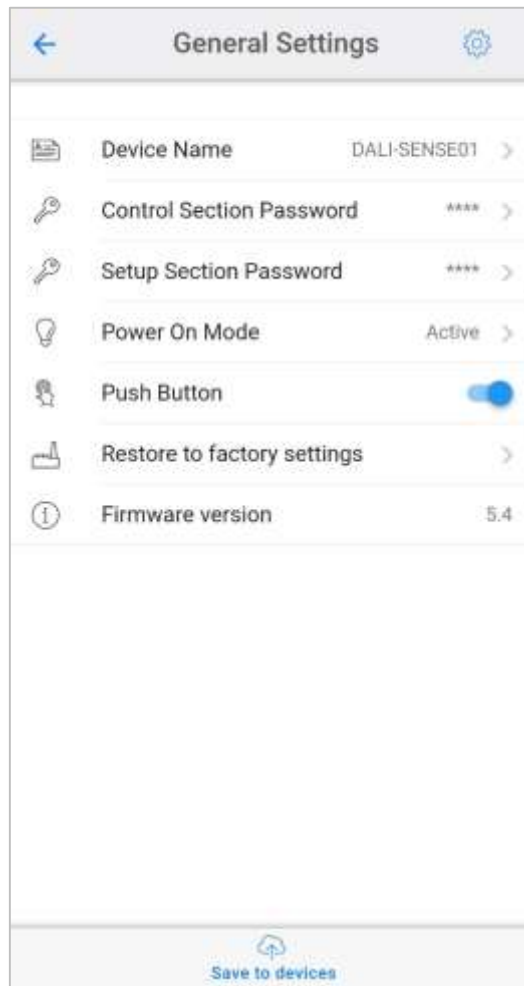 General Settings
Device Name DALI-SENSE01
Control Section Password ****
Setup Section Password ****
Power On Mode Active
Push Button
Restore to factory settings
Firmware version 5.4
Save to devices